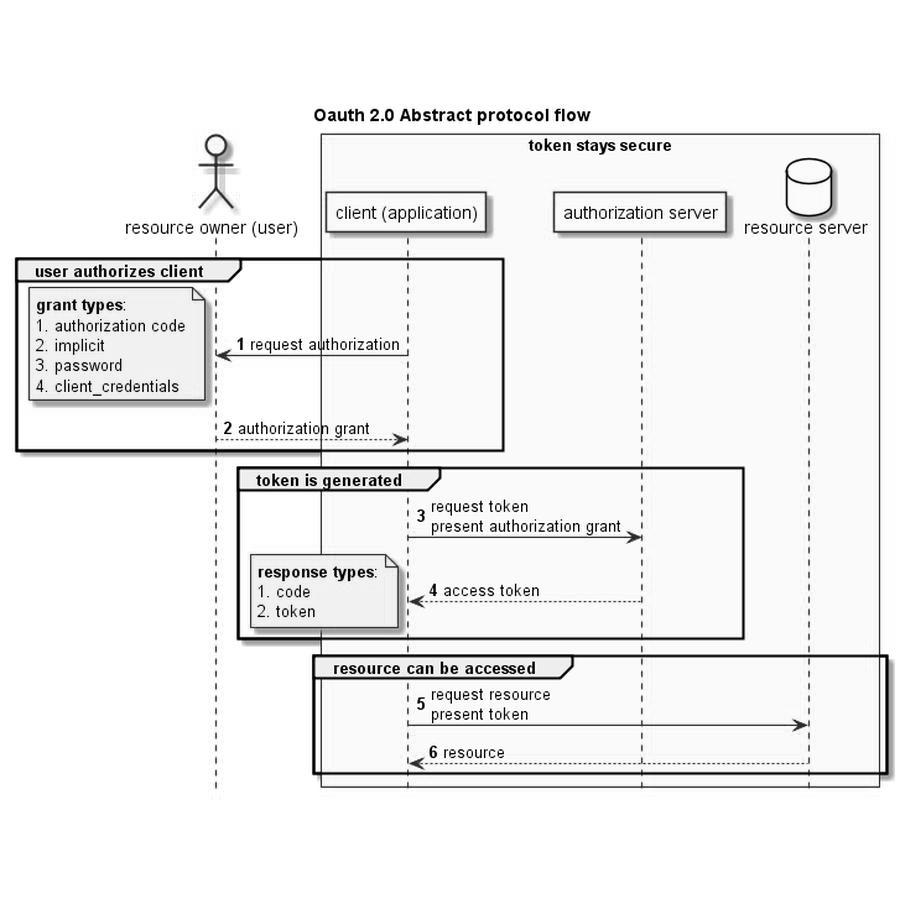 Oauth 2.0 Abstract protocol flow
token stays secure
resource owner (user)
client (application)
authorization server
resource server
user authorizes client
grant types:
1. authorization code
2. implicit
3. password
4. client_credentials
1 request authorization
2 authorization grant
token is generated
3 request token
present authorization grant
response types:
1. code
2. token
4 access token
resource can be accessed
5 request resource
present token
6 resource